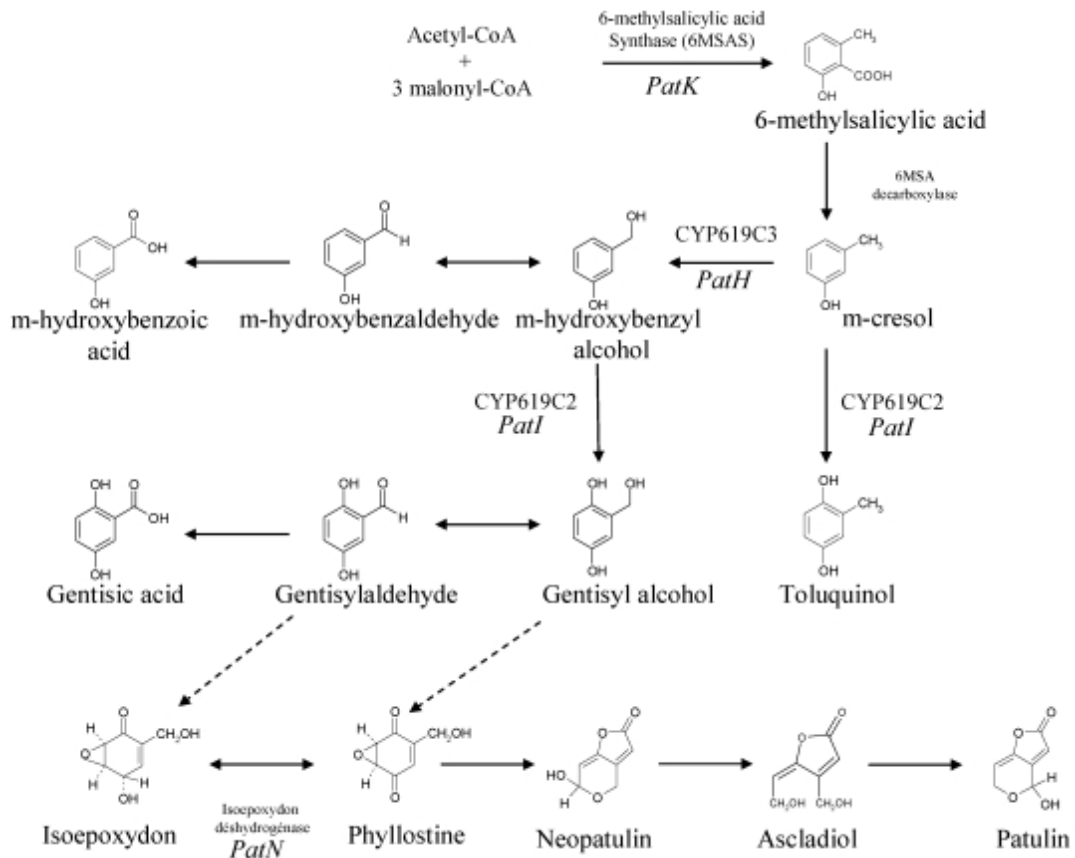 Acetyl-CoA
+
3 malonyl-CoA
6-methylsalicylic acid
Synthase (6MSAS)
PatK
CH₃
COOH
OH
6-methylsalicylic acid
6MSA
decarboxylase
O
OH
OH
m-hydroxybenzoic
acid
O
H
OH
m-hydroxybenzaldehyde
OH
OH
m-hydroxybenzyl
alcohol
CYP619C3
PatH
CH₃
OH
m-cresol
CYP619C2
PatI
CYP619C2
PatI
OH
O
OH
OH
Gentisic acid
OH
O
H
OH
Gentisylaldehyde
OH
OH
OH
Gentisyl alcohol
OH
CH₃
OH
Toluquinol
O
H
CH₂OH
O
H
H
OH
Isoepoxydon
Isoepoxydon
déshydrogénase
PatN
O
H
CH₂OH
O
H
O
Phyllostine
O
O
HO
H
O
Neopatulin
O
O
CH₂OH
CH₂OH
Ascladiol
O
O
H
O
OH
Patulin